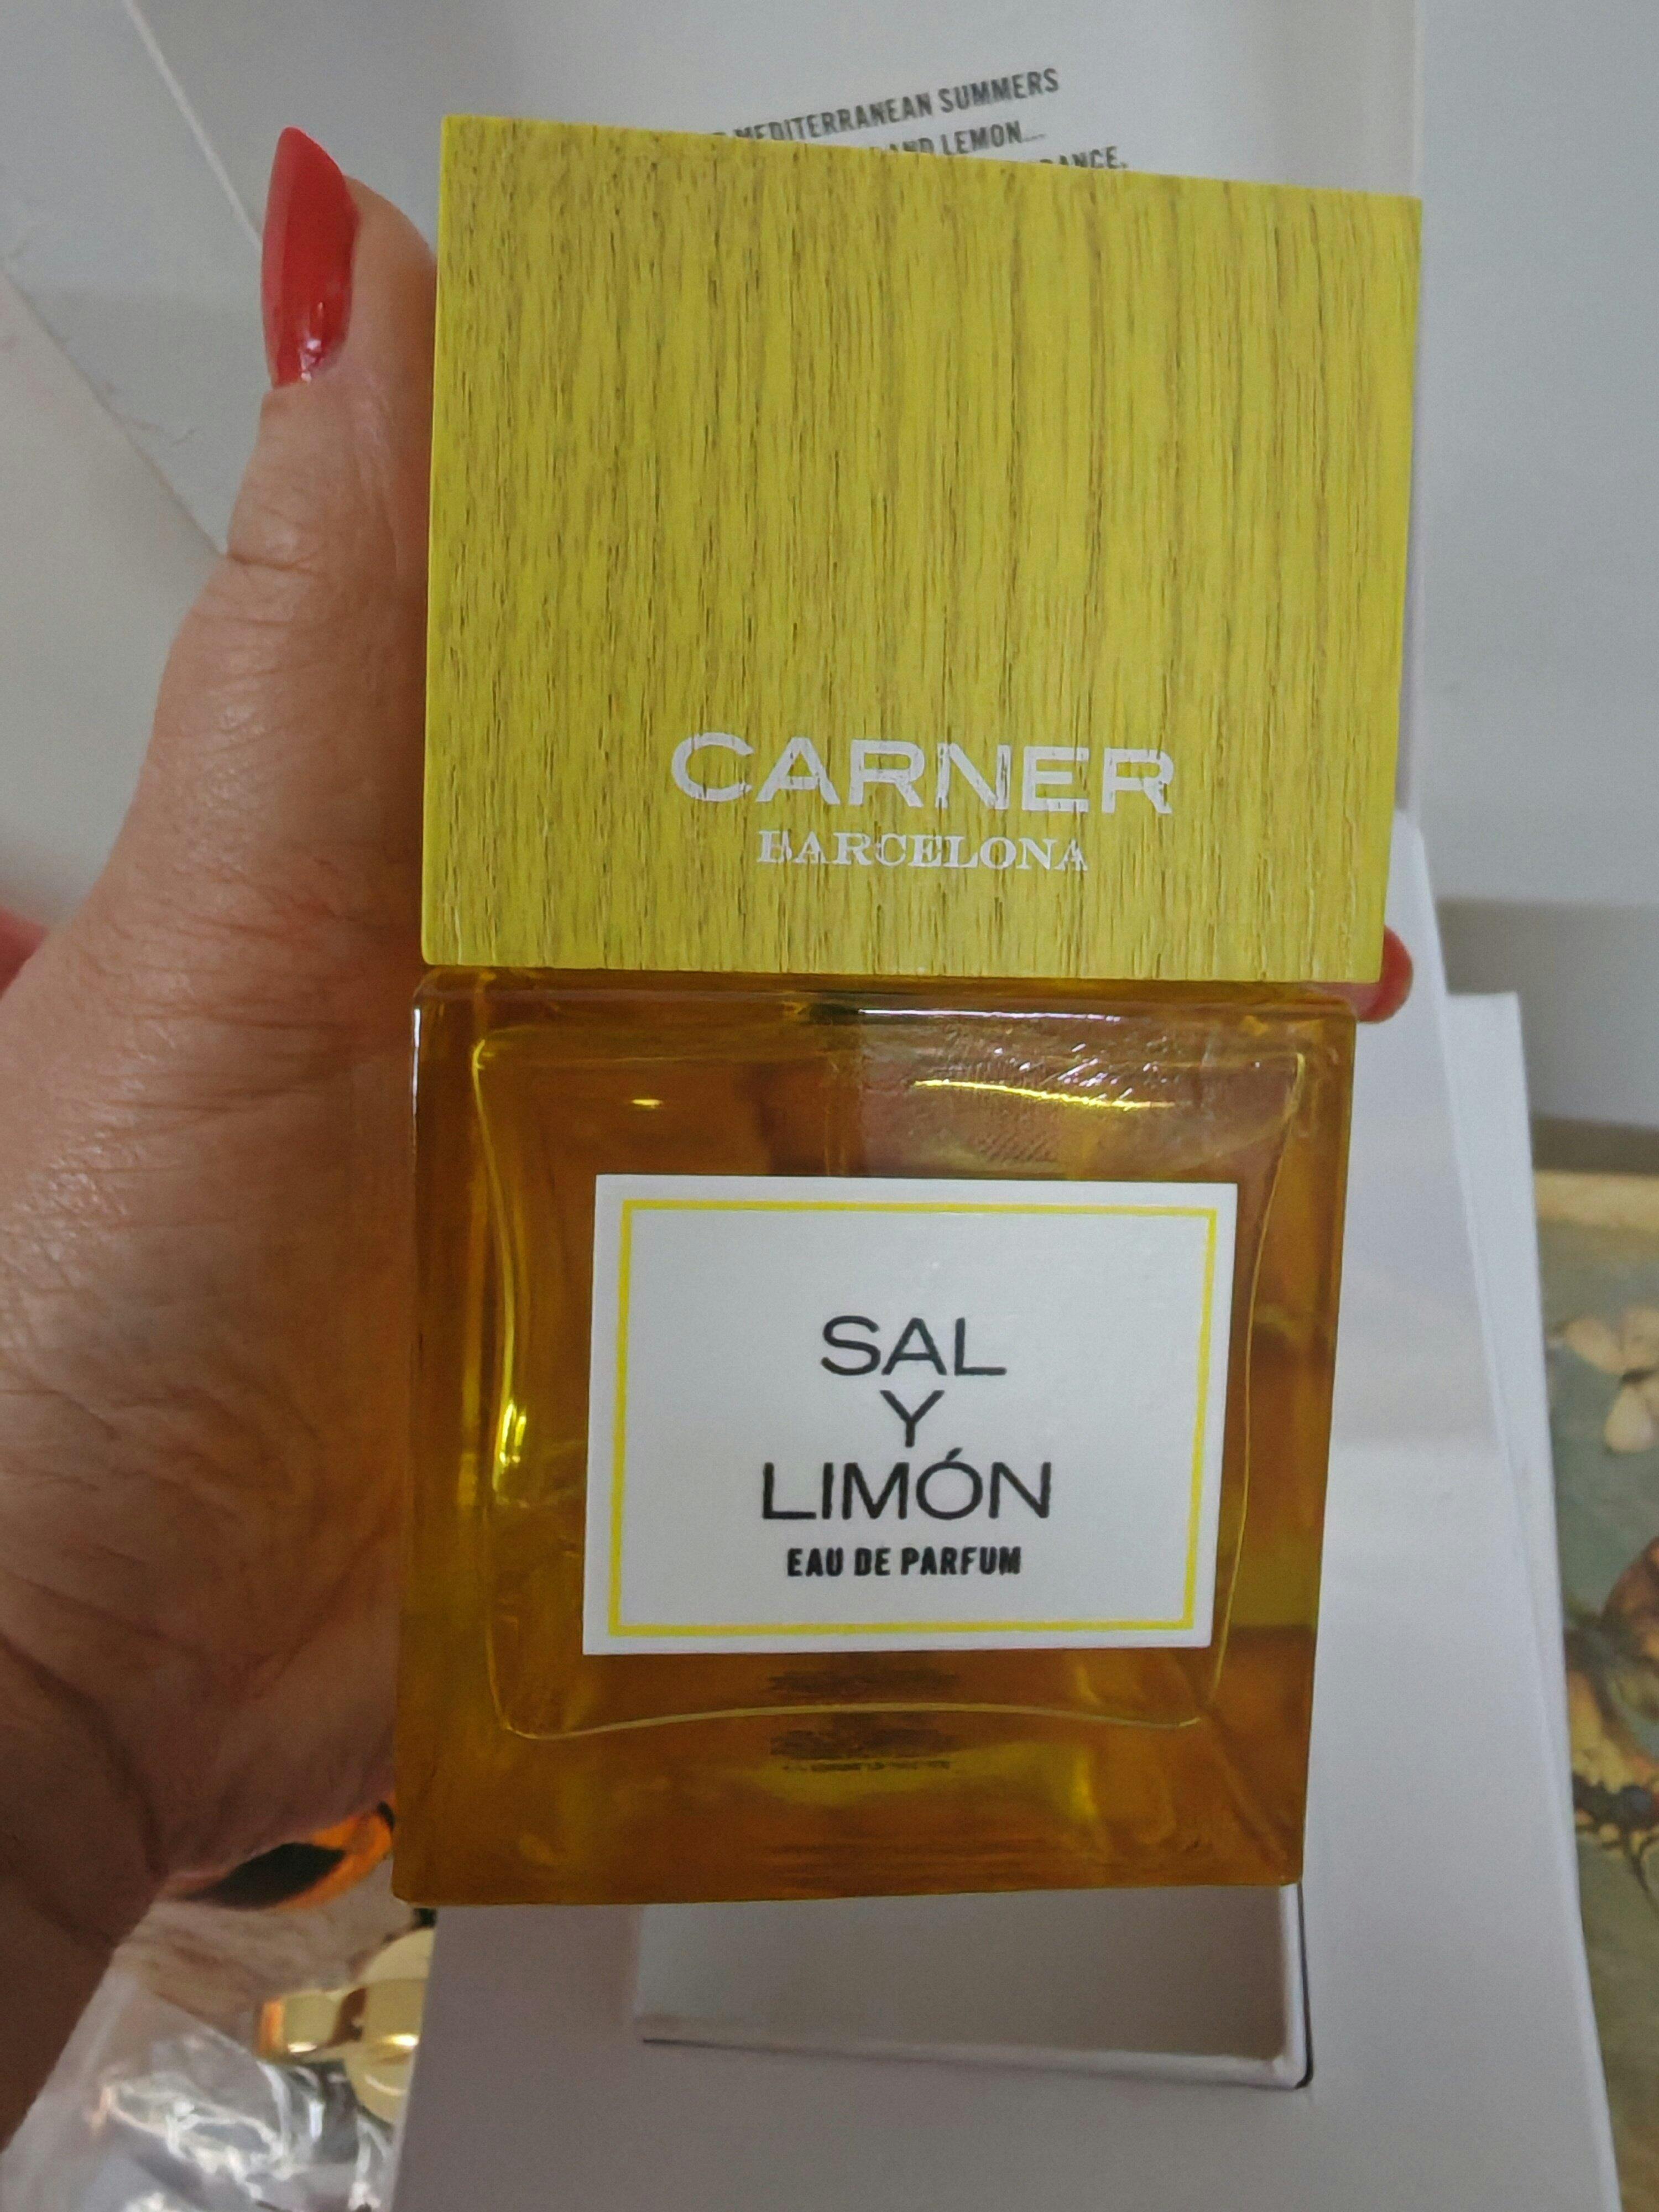 MEDITERRANEAN SUMMERS
AND LEMON...
CARNER
BARCELONA
SAL
Y
LIMÓN
EAU DE PARFUM